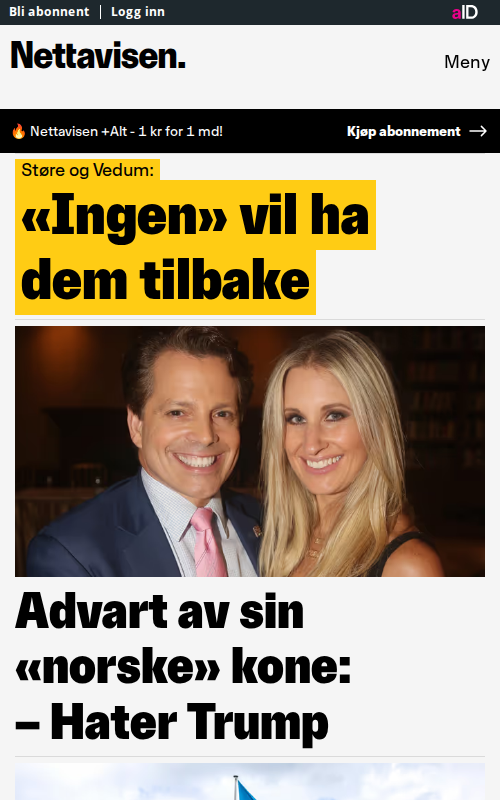 Bli abonnent
Logg inn
aID
Nettavisen.
Meny
🔥 Nettavisen +Alt - 1 kr for 1 md!
Kjøp abonnement →
Støre og Vedum:
«Ingen» vil ha
dem tilbake
Advart av sin
«norske» kone:
– Hater Trump